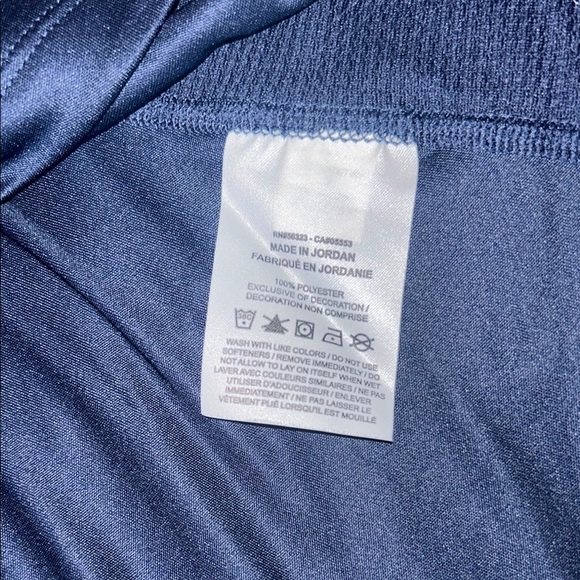 RN#56323 - CA#05553
MADE IN JORDAN
FABRIQUÉ EN JORDANIE
100% POLYESTER
EXCLUSIVE OF DECORATION /
DECORATION NON COMPRISE
WASH WITH LIKE COLORS / DO NOT USE
SOFTENERS / REMOVE IMMEDIATELY / DO NOT
ALLOW TO LAY ON ITSELF WHEN WET
LAVER AVEC COULEURS SIMILAIRES / NE PAS
UTILISER D'ADOUCISSEUR / ENLEVER
IMMÉDIATEMENT / NE PAS LAISSER LE
VÊTEMENT PLIÉ LORSQU'IL EST MOUILLÉ